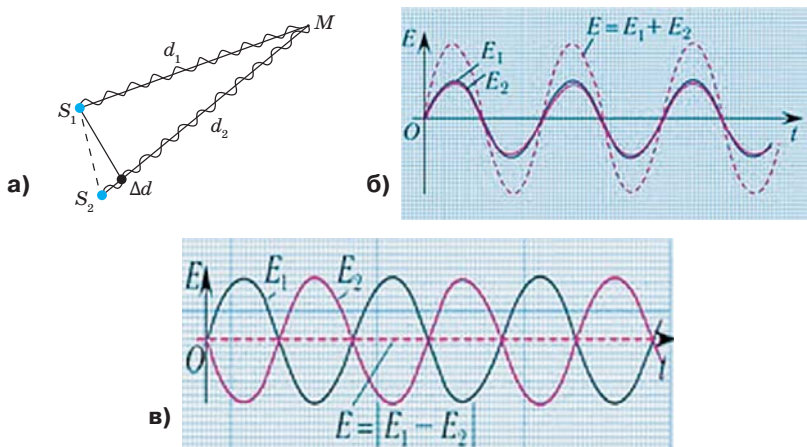 а)
d₁
M
d₂
S₁
S₂
Δd
б)
E
E₁
E₂
E = E₁ + E₂
O
t
в)
E
E₁
E₂
O
t
E = |E₁ − E₂|